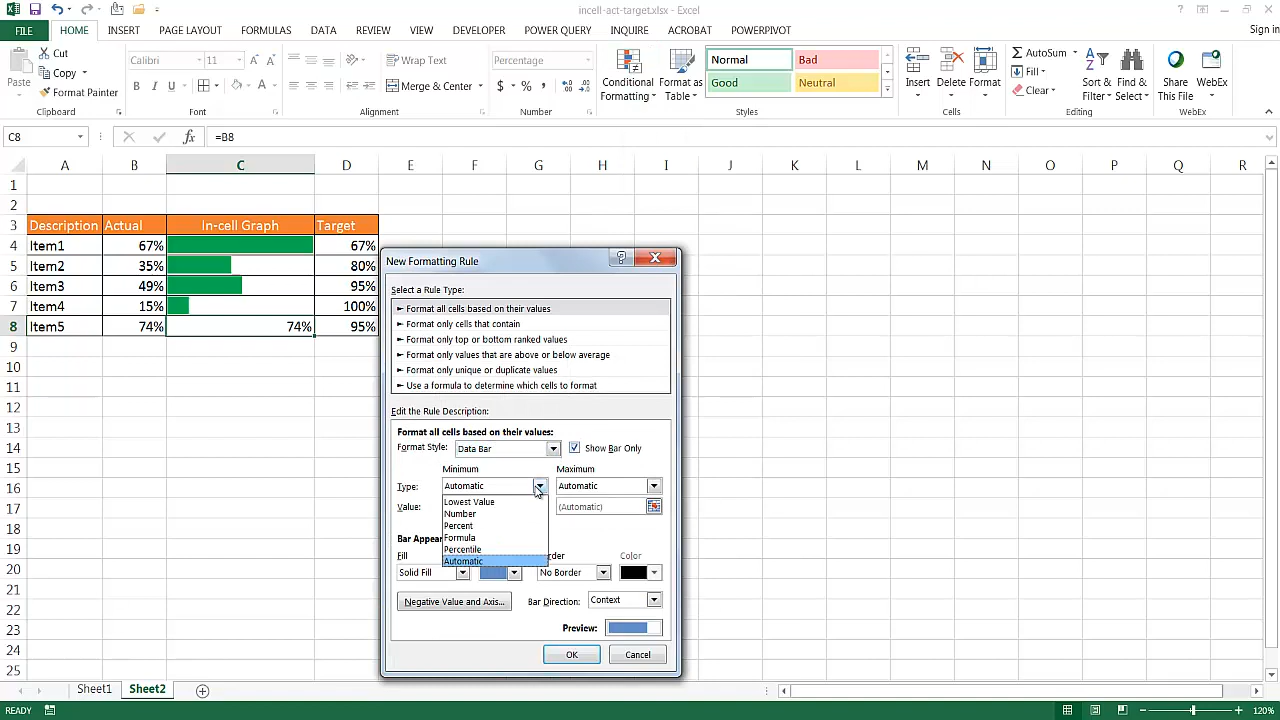 incell-act-target.xlsx - Excel
Sign in
FILE HOME INSERT PAGE LAYOUT FORMULAS DATA REVIEW VIEW DEVELOPER POWER QUERY INQUIRE ACROBAT POWERPIVOT
Paste
Cut
Copy
Format Painter
Clipboard
Calibri 11
B I U
Font
Wrap Text
Merge & Center
Alignment
Percentage
$ % ,
Number
Conditional Formatting
Format as Table
Normal Bad
Good Neutral
Styles
Insert Delete Format
Cells
AutoSum
Fill
Clear
Sort & Filter
Find & Select
Editing
Share This File
WebEx
WebEx
C8 fx =B8
A B C D E F G H I J K L M N O P Q R
1
2
3 Description Actual In-cell Graph Target
4 Item1 67% 67%
5 Item2 35% 80%
6 Item3 49% 95%
7 Item4 15% 100%
8 Item5 74% 74% 95%
9
10
11
12
13
14
15
16
17
18
19
20
21
22
23
24
25
New Formatting Rule
Select a Rule Type:
► Format all cells based on their values
► Format only cells that contain
► Format only top or bottom ranked values
► Format only values that are above or below average
► Format only unique or duplicate values
► Use a formula to determine which cells to format
Edit the Rule Description:
Format all cells based on their values:
Format Style: Data Bar Show Bar Only
Minimum Maximum
Type: Automatic Automatic
Value: (Automatic)
Lowest Value
Number
Percent
Formula
Percentile
Automatic
Bar Appea
Fill Color
Solid Fill No Border
Negative Value and Axis... Bar Direction: Context
Preview:
OK Cancel
Sheet1 Sheet2
READY 120%